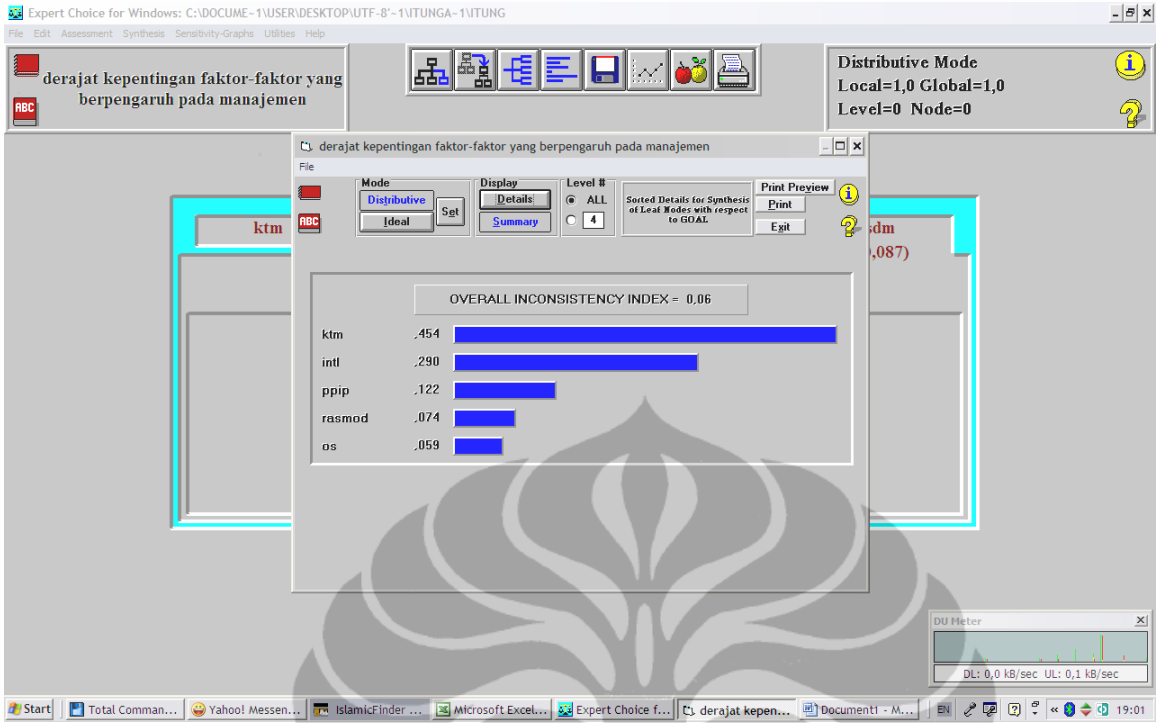 Expert Choice for Windows: C:\DOCUME~1\USER\DESKTOP\UTF-8'~1\ITUNGA~1\ITUNG
File Edit Assessment Synthesis Sensitivity-Graphs Utilities Help
derajat kepentingan faktor-faktor yang
berpengaruh pada manajemen
ABC
Distributive Mode
Local=1,0 Global=1,0
Level=0 Node=0
derajat kepentingan faktor-faktor yang berpengaruh pada manajemen
File
ABC
Mode
Distributive
Ideal
Set
Display
Details
Summary
Level #
ALL
4
Sorted Details for Synthesis
of Leaf Nodes with respect
to GOAL
Print Preview
Print
Exit
ktm
sdm
,087)
OVERALL INCONSISTENCY INDEX = 0,06
ktm ,454
intl ,290
ppip ,122
rasmod ,074
os ,059
DU Meter
DL: 0,0 kB/sec UL: 0,1 kB/sec
Start Total Comman... Yahoo! Messen... IslamicFinder ... Microsoft Excel... Expert Choice f... derajat kepen... Document1 - M... EN « 19:01